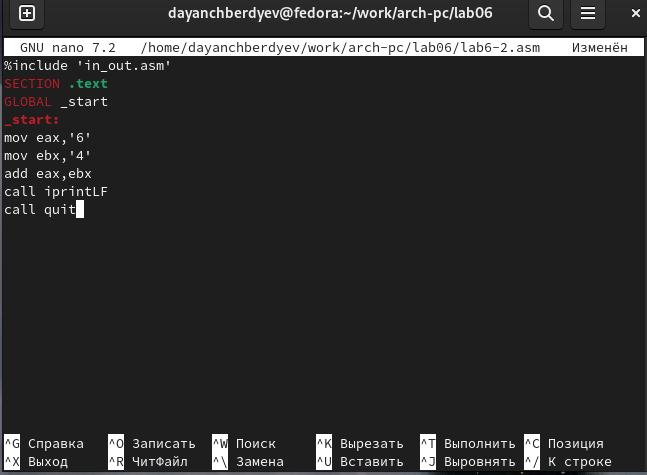 dayanchberdyev@fedora:~/work/arch-pc/lab06
GNU nano 7.2 /home/dayanchberdyev/work/arch-pc/lab06/lab6-2.asm Изменён
%include 'in_out.asm'
SECTION .text
GLOBAL _start
_start:
mov eax,'6'
mov ebx,'4'
add eax,ebx
call iprintLF
call quit
^G Справка ^O Записать ^W Поиск ^K Вырезать ^T Выполнить ^C Позиция
^X Выход ^R ЧитФайл ^\ Замена ^U Вставить ^J Выровнять ^/ К строке